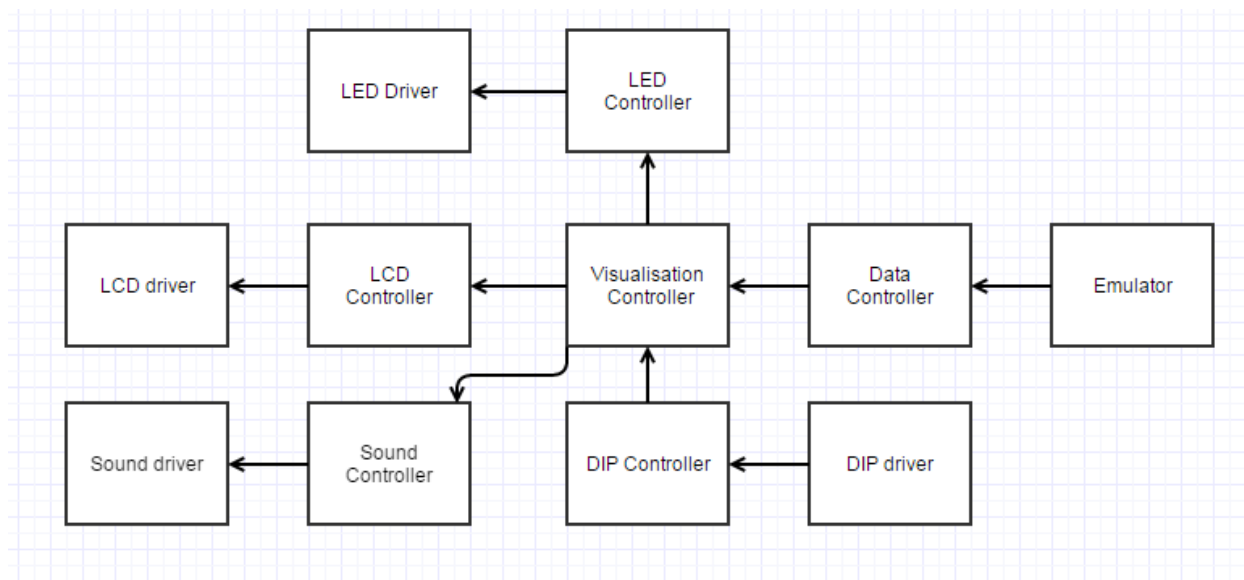 LED Driver
LED
Controller
LCD driver
LCD
Controller
Visualisation
Controller
Data
Controller
Emulator
Sound driver
Sound
Controller
DIP Controller
DIP driver